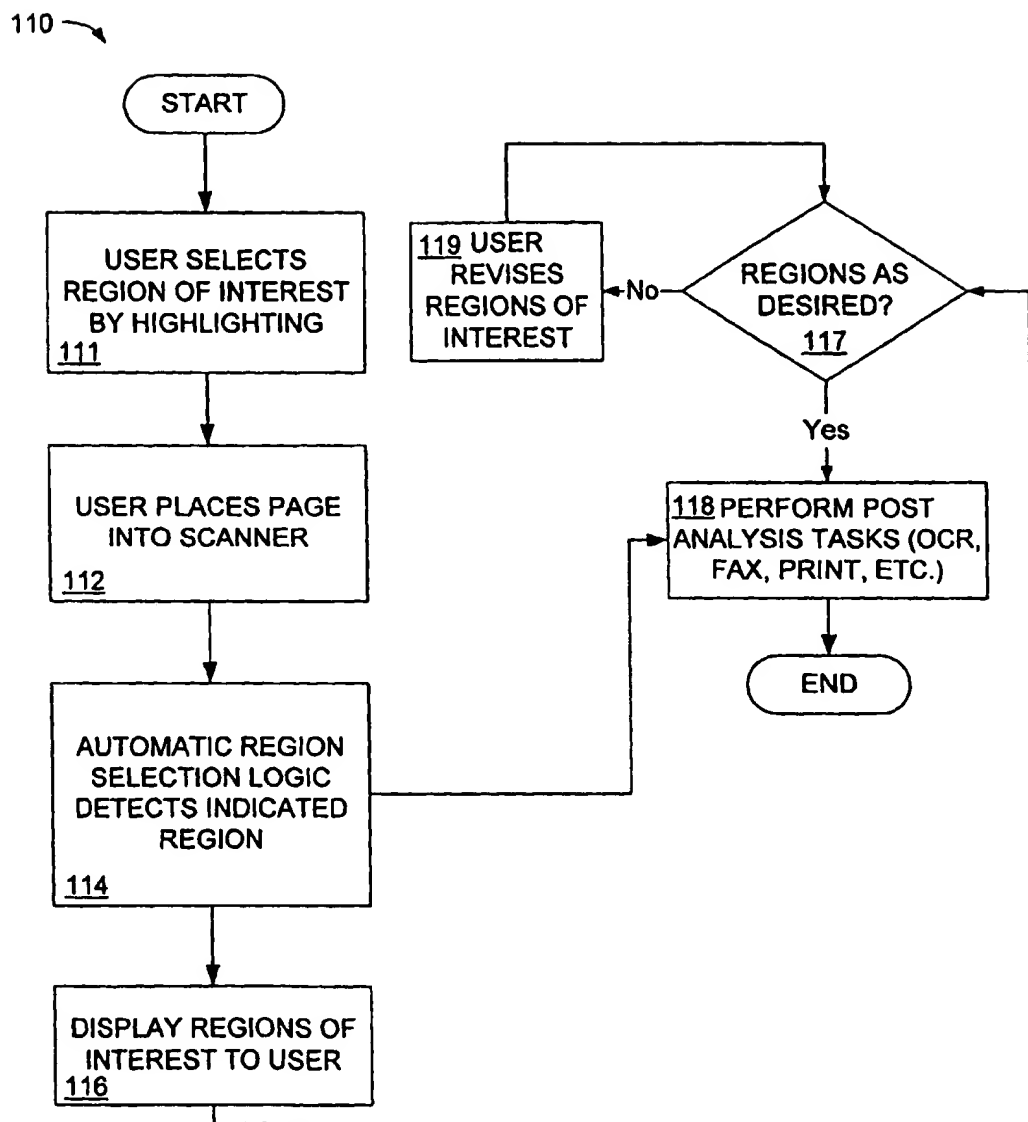 110
START
USER SELECTS
REGION OF INTEREST
BY HIGHLIGHTING
111
USER PLACES PAGE
INTO SCANNER
112
AUTOMATIC REGION
SELECTION LOGIC
DETECTS INDICATED
REGION
114
DISPLAY REGIONS OF
INTEREST TO USER
116
119 USER
REVISES
REGIONS OF
INTEREST
No
REGIONS AS
DESIRED?
117
Yes
118 PERFORM POST
ANALYSIS TASKS (OCR,
FAX, PRINT, ETC.)
END